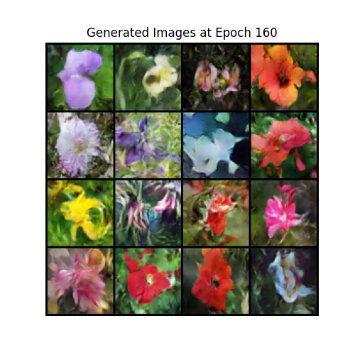 Generated Images at Epoch 160